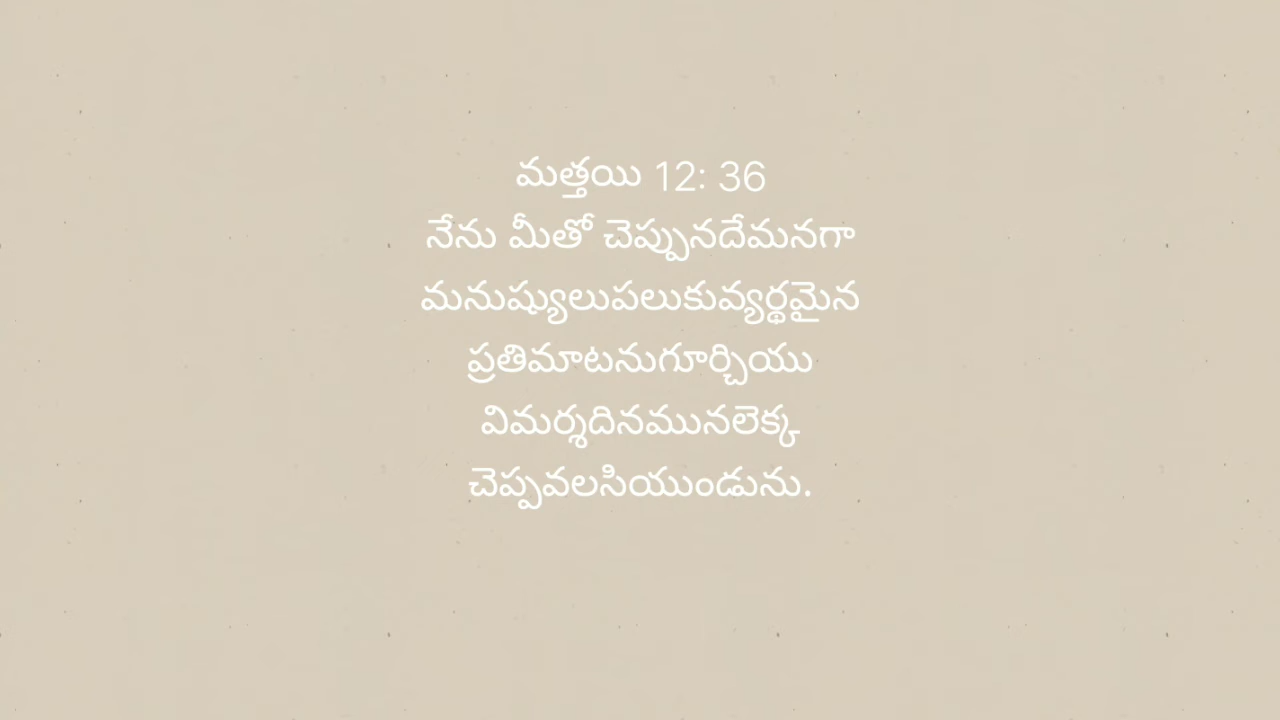 మత్తయి 12: 36
నేను మీతో చెప్పునదేమనగా
మనుష్యులుపలుకువ్యర్థమైన
ప్రతిమాటనుగూర్చియు
విమర్శదినమునలెక్క
చెప్పవలసియుండును.